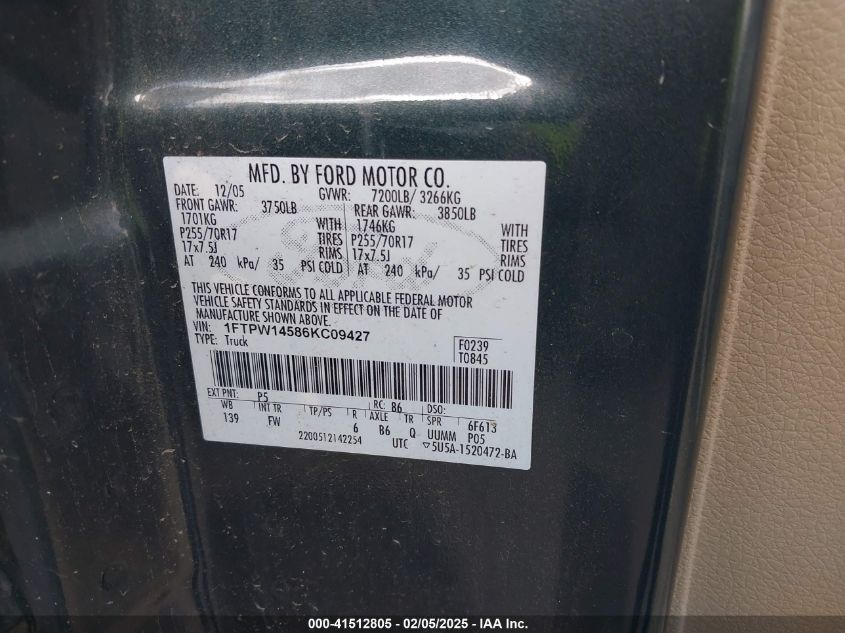 MFD. BY FORD MOTOR CO.
DATE: 12/05 GVWR: 7200LB/ 3266KG
FRONT GAWR: 3750LB REAR GAWR: 3850LB
1701KG WITH 1746KG WITH
P255/70R17 TIRES P255/70R17 TIRES
17x7.5J RIMS 17x7.5J RIMS
AT 240 kPa/ 35 PSI COLD AT 240 kPa/ 35 PSI COLD
THIS VEHICLE CONFORMS TO ALL APPLICABLE FEDERAL MOTOR
VEHICLE SAFETY STANDARDS IN EFFECT ON THE DATE OF
MANUFACTURE SHOWN ABOVE.
VIN: 1FTPW14586KC09427 F0239
TYPE: Truck T0845
EXT PNT: P5 RC: B6 DSO:
WB INT TR TP/PS R AXLE TR SPR 6F613
139 FW 6 B6 Q UUMM P05
2200512142254 UTC ▽5U5A-1520472-BA
Ford
000-41512805 - 02/05/2025 - IAA Inc.